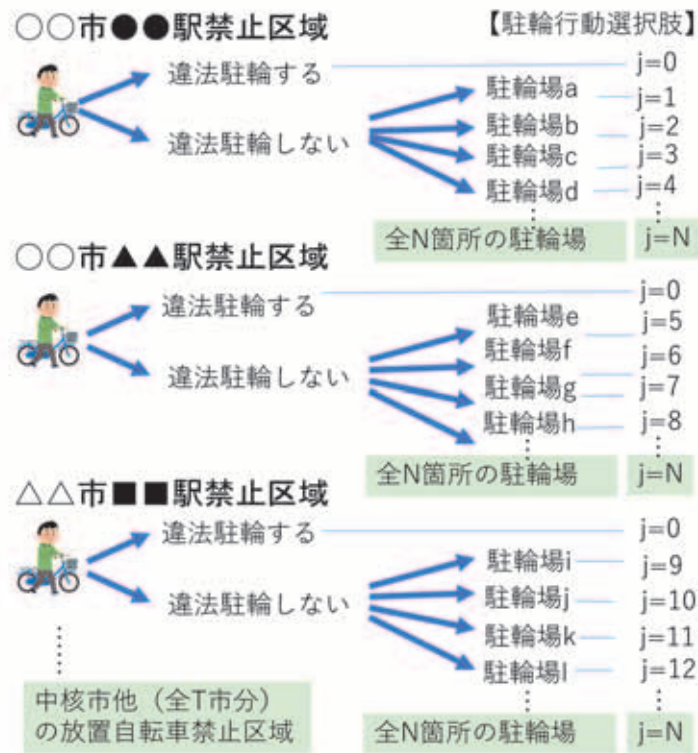 ○○市●●駅禁止区域
【駐輪行動選択肢】
違法駐輪する
j=0
駐輪場a
j=1
違法駐輪しない
駐輪場b
j=2
駐輪場c
j=3
駐輪場d
j=4
全N箇所の駐輪場
j=N
○○市▲▲駅禁止区域
違法駐輪する
j=0
駐輪場e
j=5
違法駐輪しない
駐輪場f
j=6
駐輪場g
j=7
駐輪場h
j=8
全N箇所の駐輪場
j=N
△△市■■駅禁止区域
違法駐輪する
j=0
駐輪場i
j=9
違法駐輪しない
駐輪場j
j=10
駐輪場k
j=11
駐輪場l
j=12
中核市他（全T市分）
の放置自転車禁止区域
全N箇所の駐輪場
j=N